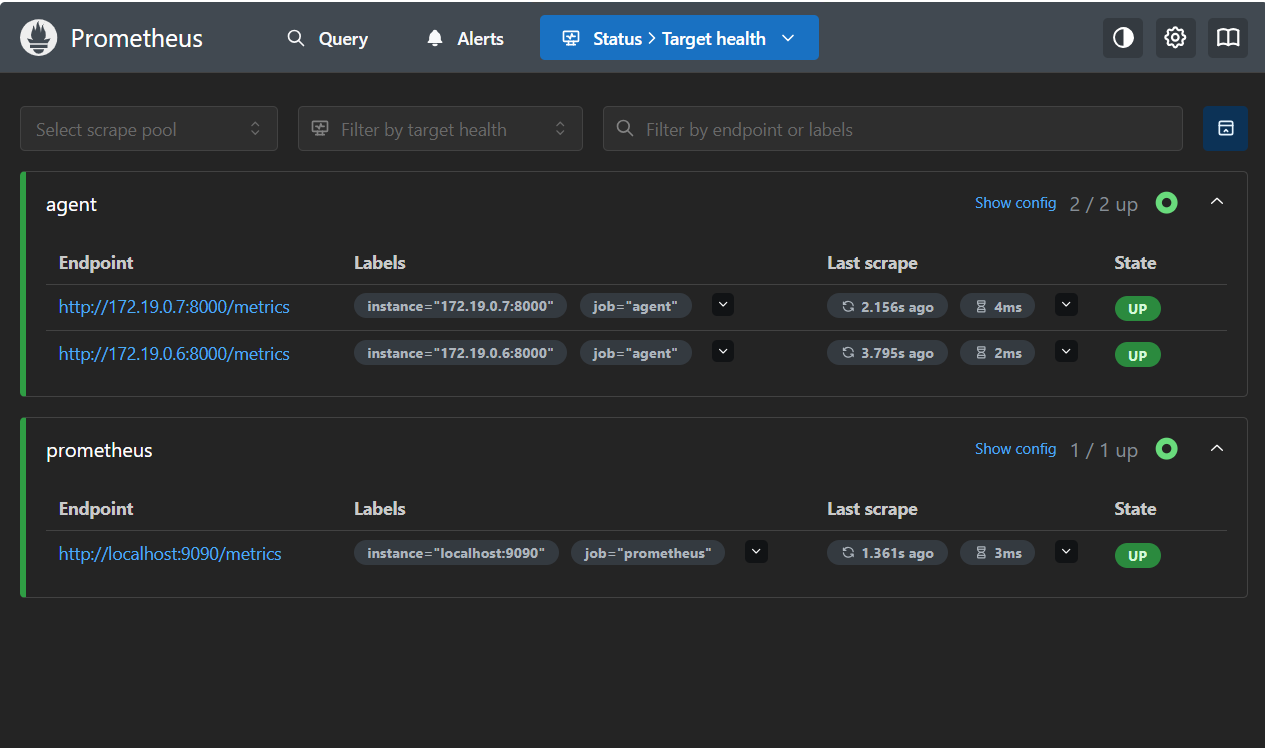 Prometheus Query Alerts Status > Target health
Select scrape pool Filter by target health Filter by endpoint or labels
agent Show config 2 / 2 up
Endpoint Labels Last scrape State
http://172.19.0.7:8000/metrics instance="172.19.0.7:8000" job="agent" 2.156s ago 4ms UP
http://172.19.0.6:8000/metrics instance="172.19.0.6:8000" job="agent" 3.795s ago 2ms UP
prometheus Show config 1 / 1 up
Endpoint Labels Last scrape State
http://localhost:9090/metrics instance="localhost:9090" job="prometheus" 1.361s ago 3ms UP